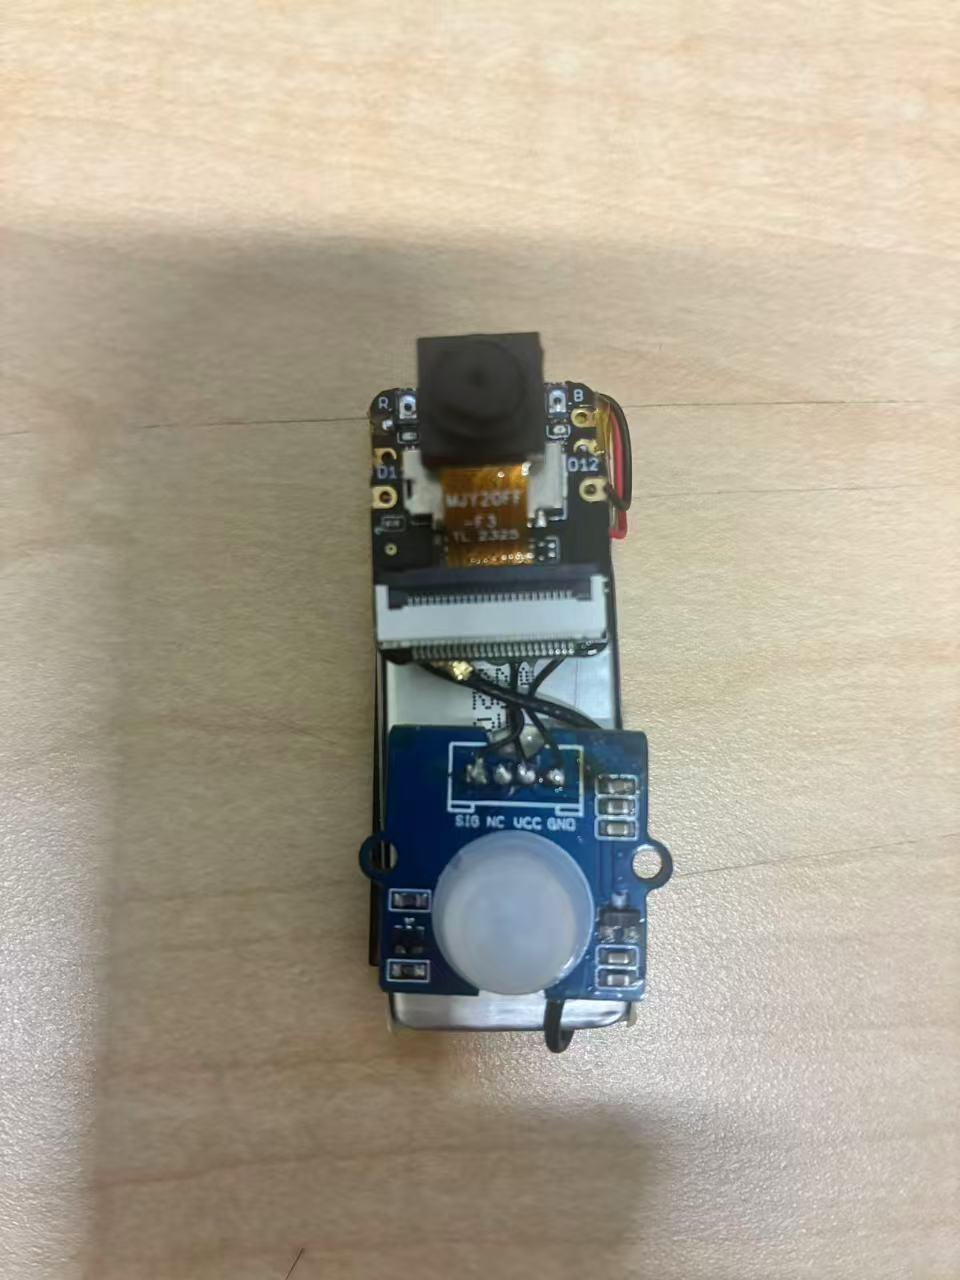 R
B
D1
D12
MJY20FF
-F3
TL 2325
SIG NC VCC GND